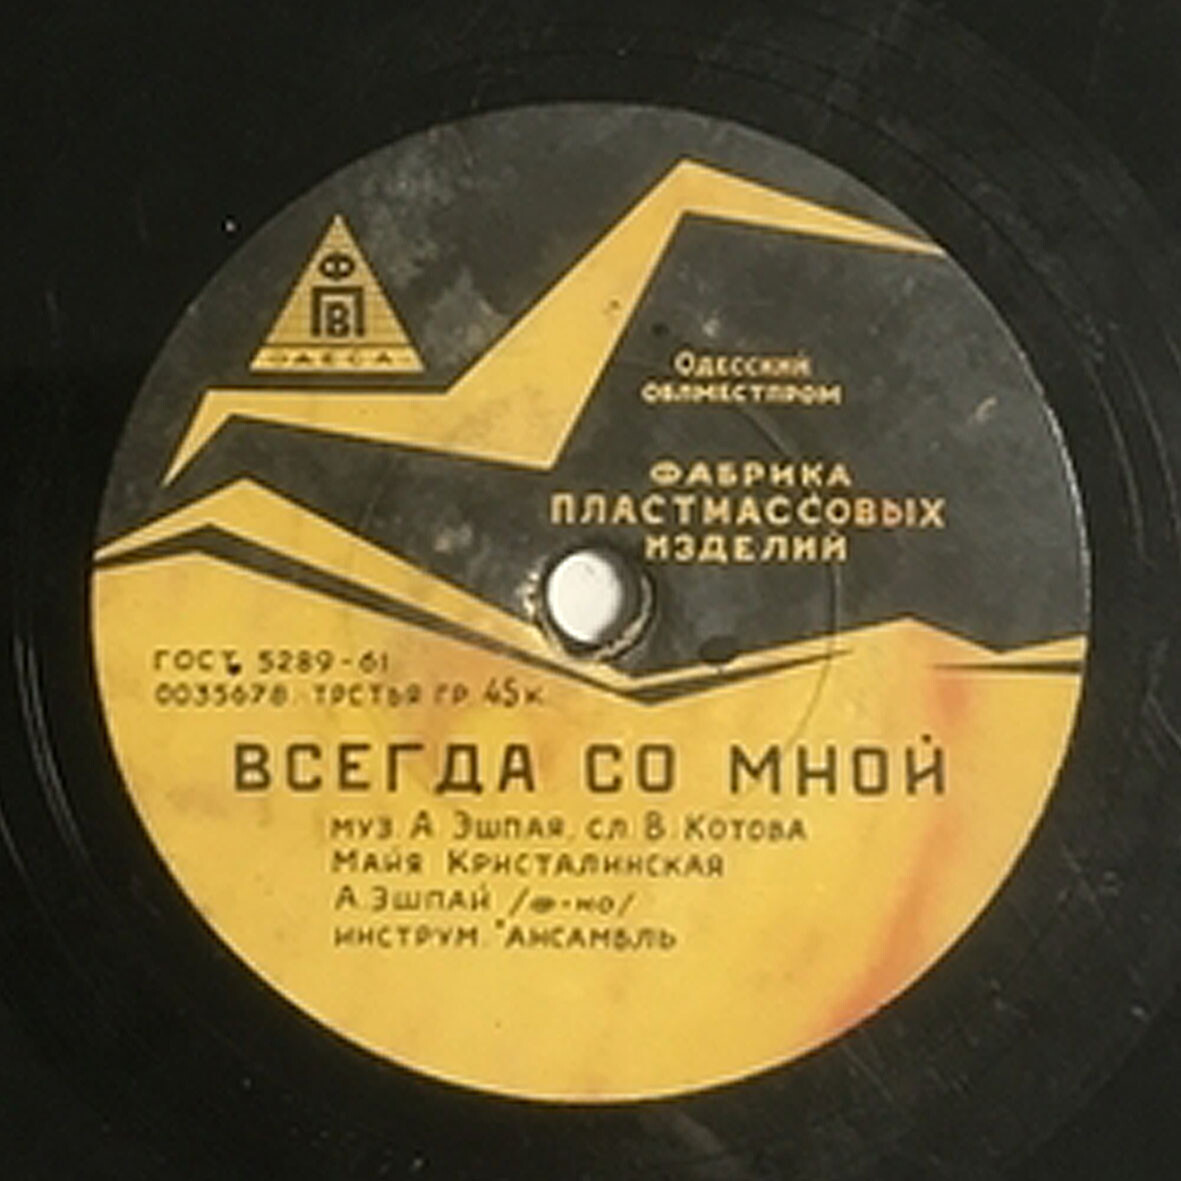 Ф
ПВ
ОДЕССА
Одесский
облместпром
ФАБРИКА
ПЛАСТМАССОВЫХ
ИЗДЕЛИЙ
ГОСТ 5289-61
0035678 третья гр. 45к.
ВСЕГДА СО МНОЙ
муз. А. Эшпая, сл. В. Котова
Майя Кристалинская
А. Эшпай /ф-но/
инструм. ансамбль